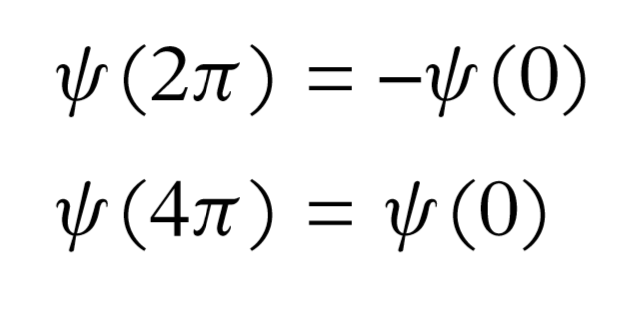 ψ(2π) = −ψ(0)
ψ(4π) = ψ(0)